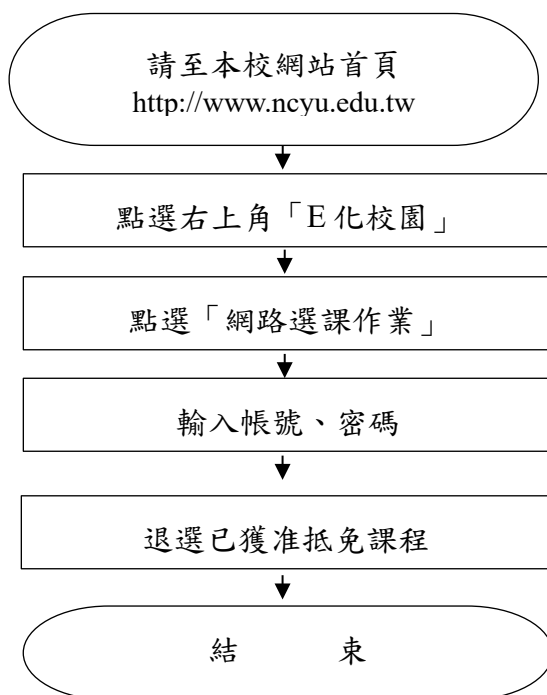 請至本校網站首頁
http://www.ncyu.edu.tw
點選右上角「E化校園」
點選「網路選課作業」
輸入帳號、密碼
退選已獲准抵免課程
結 束